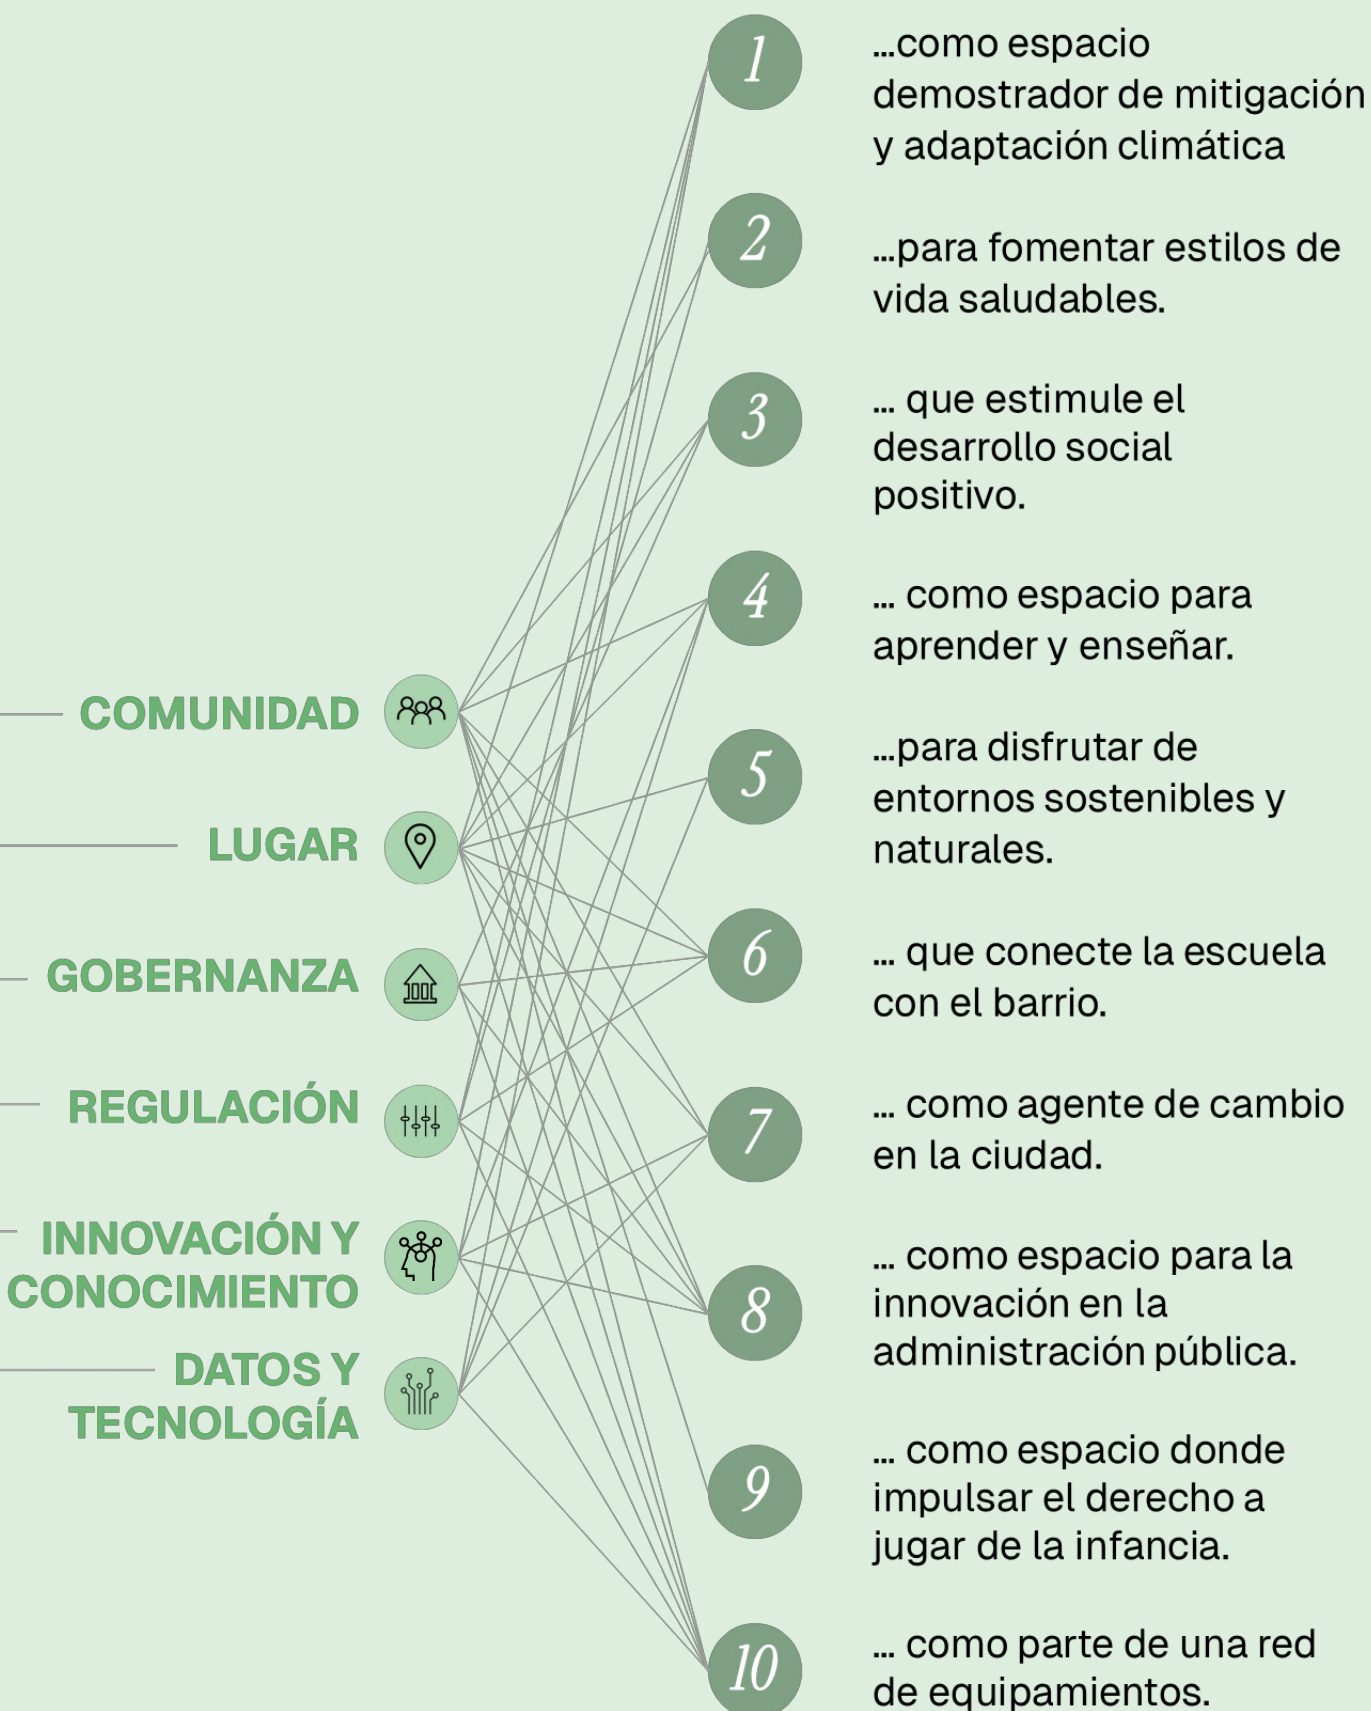 COMUNIDAD
LUGAR
GOBERNANZA
REGULACIÓN
INNOVACIÓN Y
CONOCIMIENTO
DATOS Y
TECNOLOGÍA
1
...como espacio
demostrador de mitigación
y adaptación climática
2
...para fomentar estilos de
vida saludables.
3
... que estimule el
desarrollo social
positivo.
4
... como espacio para
aprender y enseñar.
5
...para disfrutar de
entornos sostenibles y
naturales.
6
... que conecte la escuela
con el barrio.
7
... como agente de cambio
en la ciudad.
8
... como espacio para la
innovación en la
administración pública.
9
... como espacio donde
impulsar el derecho a
jugar de la infancia.
10
... como parte de una red
de equipamientos.